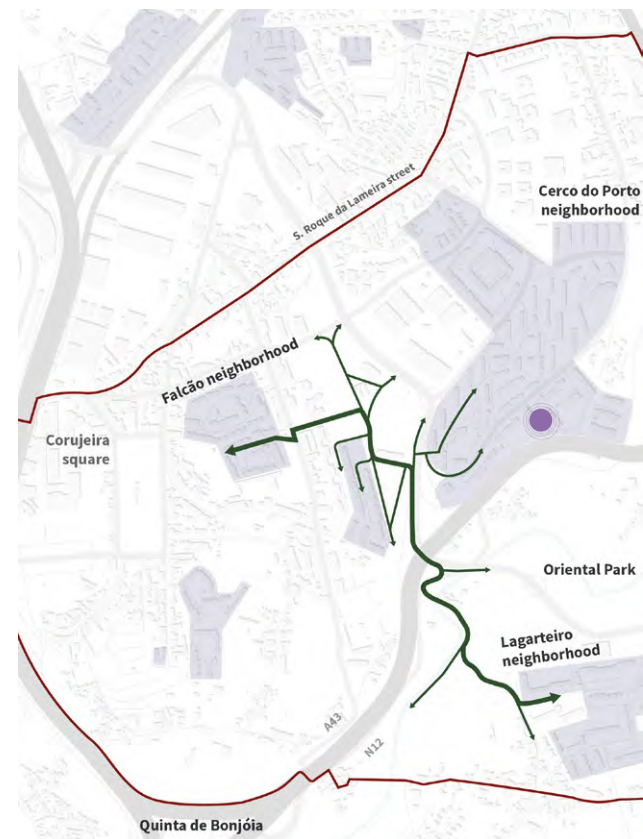 S. Roque da Lameira street
Cerco do Porto
neighborhood
Falcão neighborhood
Corujeira
square
Oriental Park
Lagarteiro
neighborhood
A43
N12
Quinta de Bonjóia